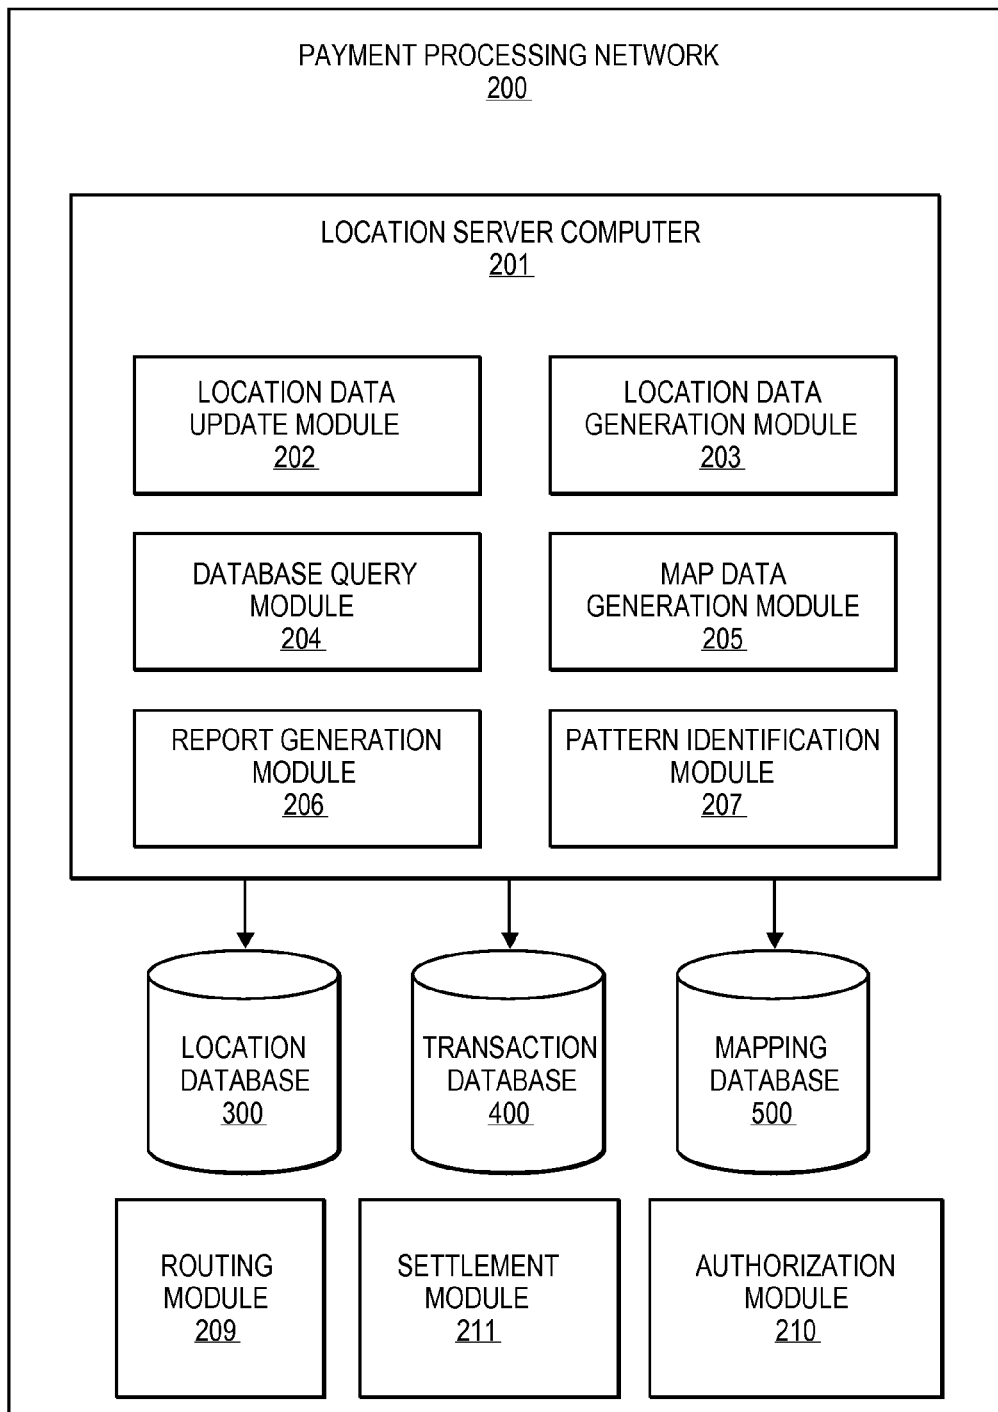 PAYMENT PROCESSING NETWORK
200
LOCATION SERVER COMPUTER
201
LOCATION DATA
UPDATE MODULE
202
LOCATION DATA
GENERATION MODULE
203
DATABASE QUERY
MODULE
204
MAP DATA
GENERATION MODULE
205
REPORT GENERATION
MODULE
206
PATTERN IDENTIFICATION
MODULE
207
LOCATION
DATABASE
300
TRANSACTION
DATABASE
400
MAPPING
DATABASE
500
ROUTING
MODULE
209
SETTLEMENT
MODULE
211
AUTHORIZATION
MODULE
210